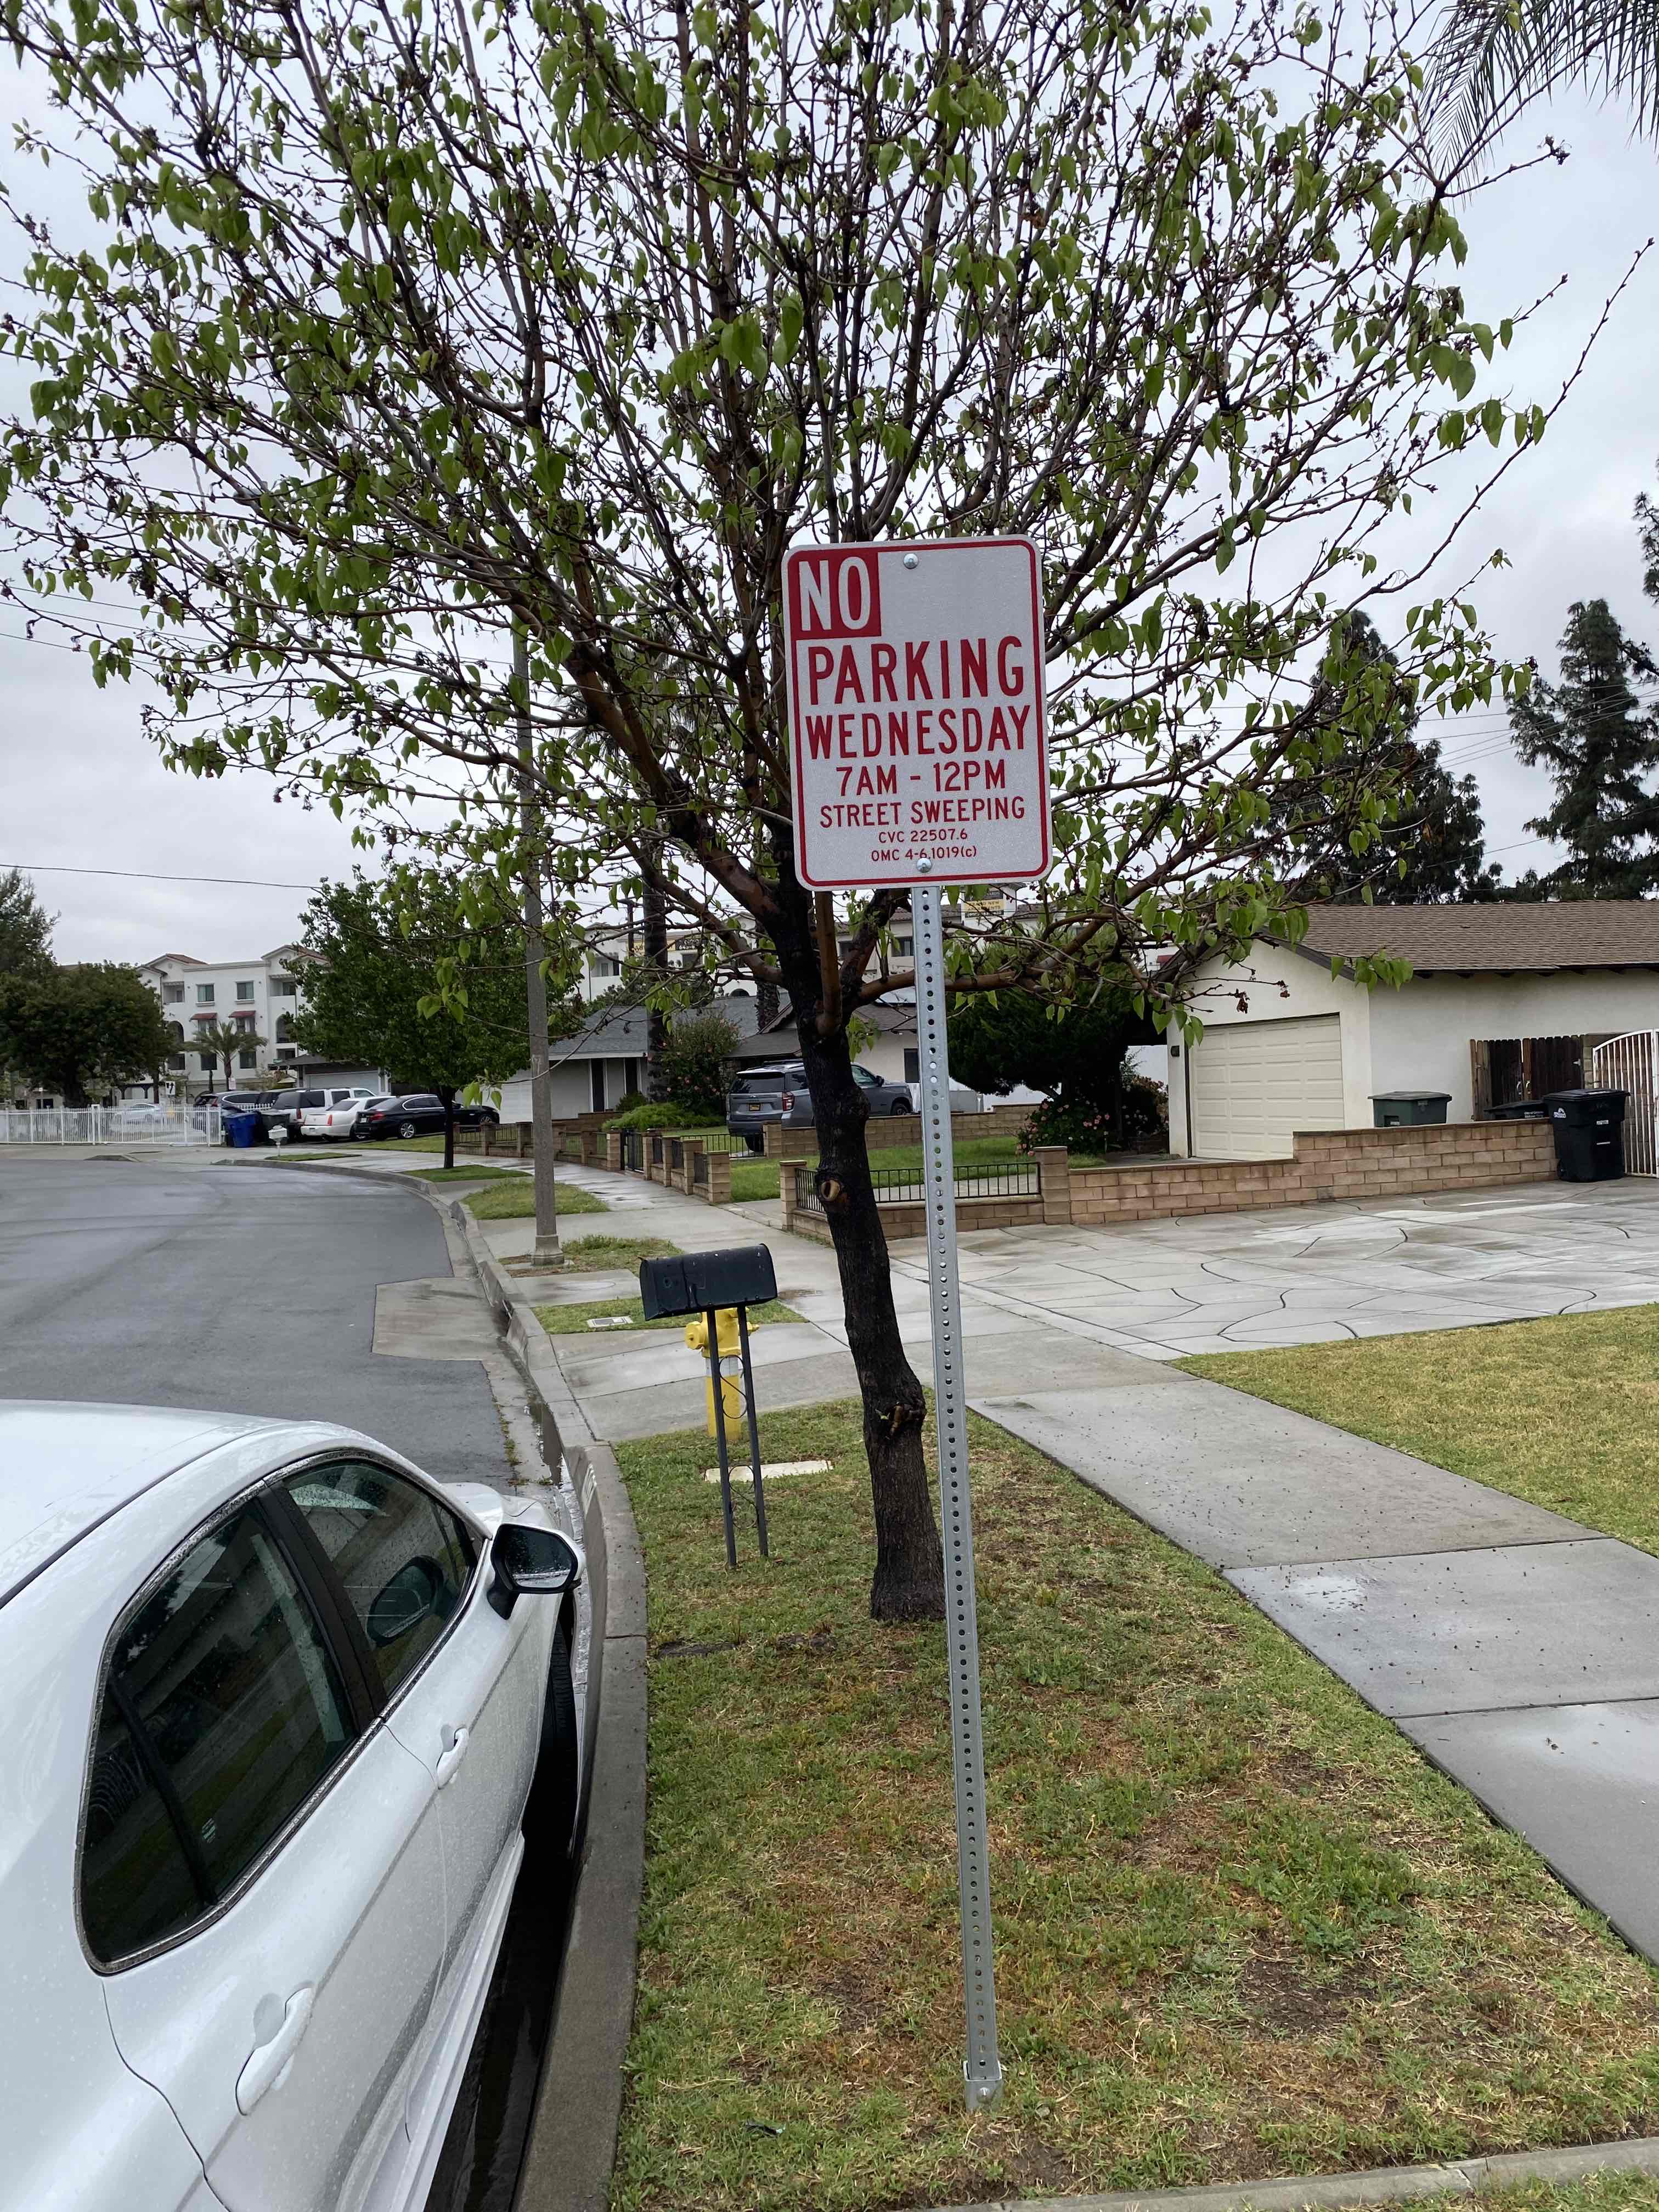 NO
PARKING
WEDNESDAY
7AM - 12PM
STREET SWEEPING
CVC 22507.6
OMC 4-6.1019(c)